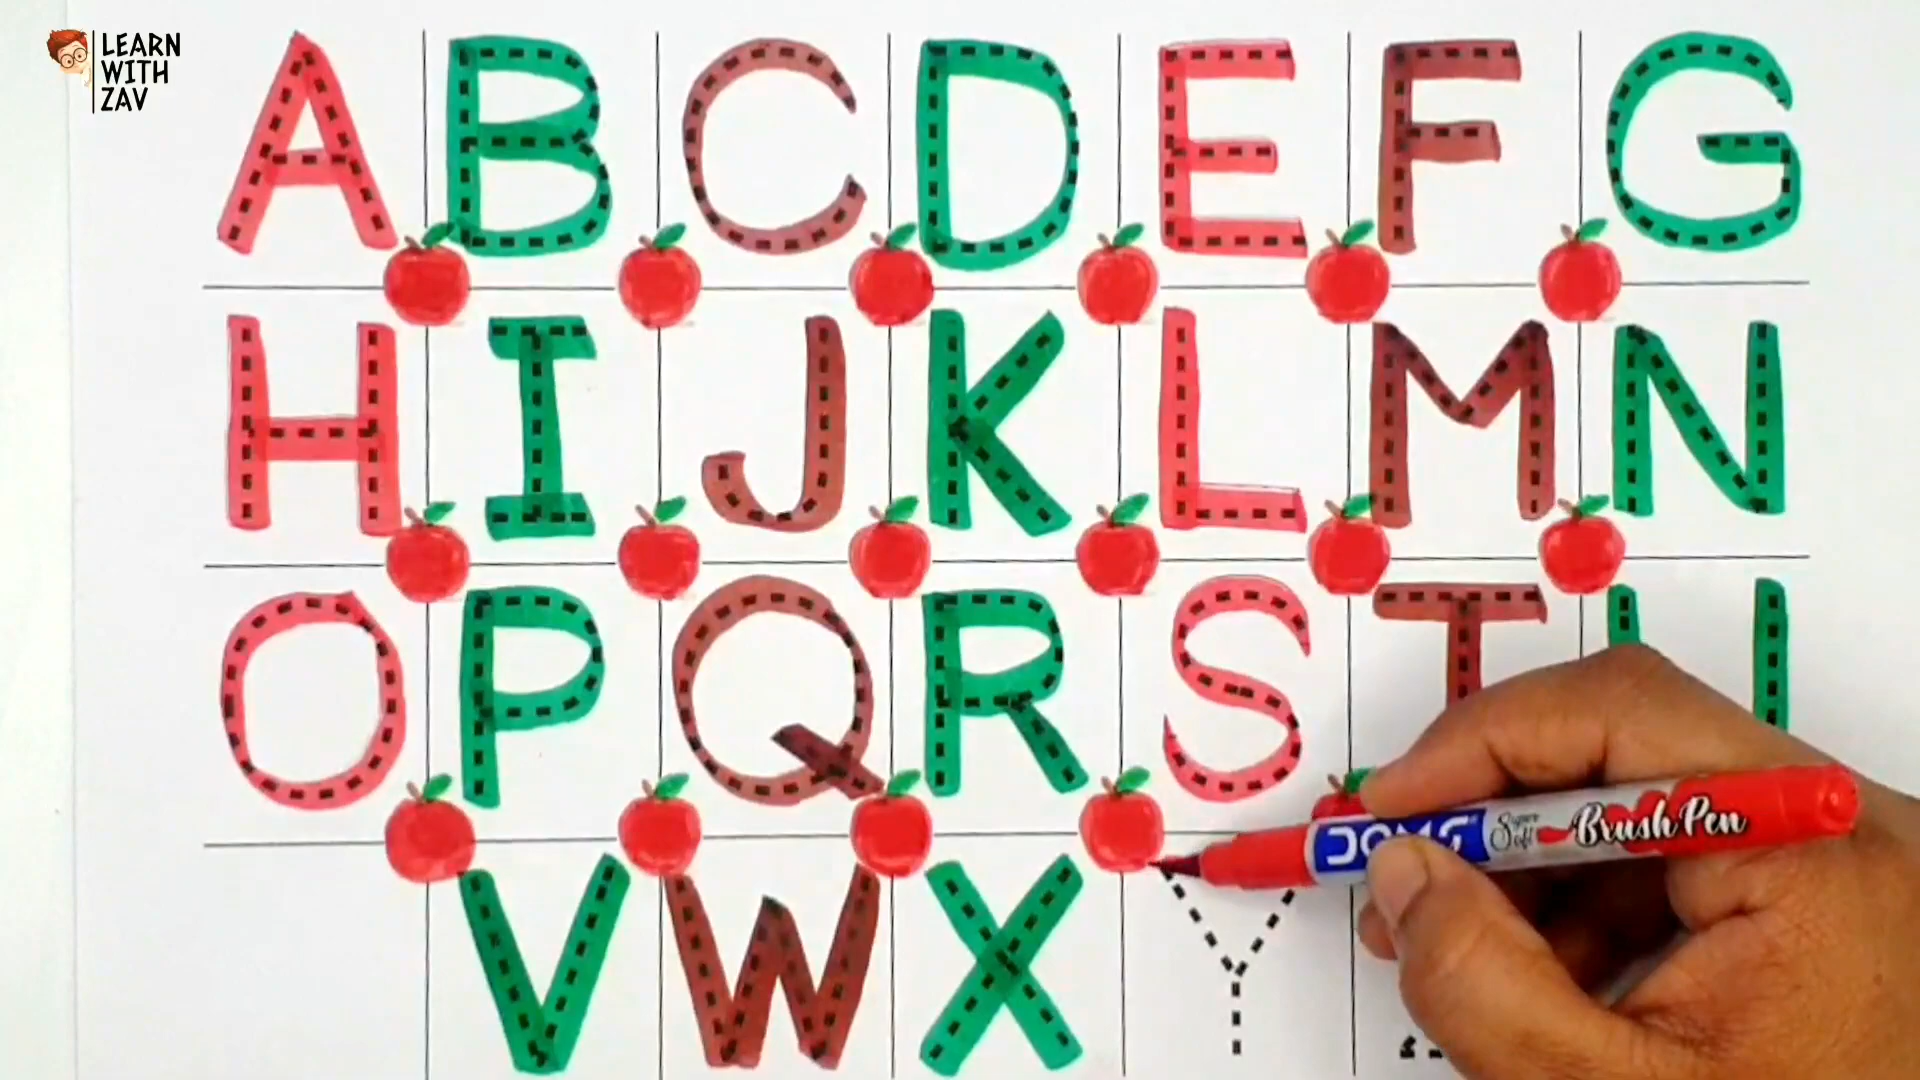 LEARN
WITH
ZAV
A B C D E F G
H I J K L M N
O P Q R S T U
V W X Y
DOMS Super Soft Brush Pen